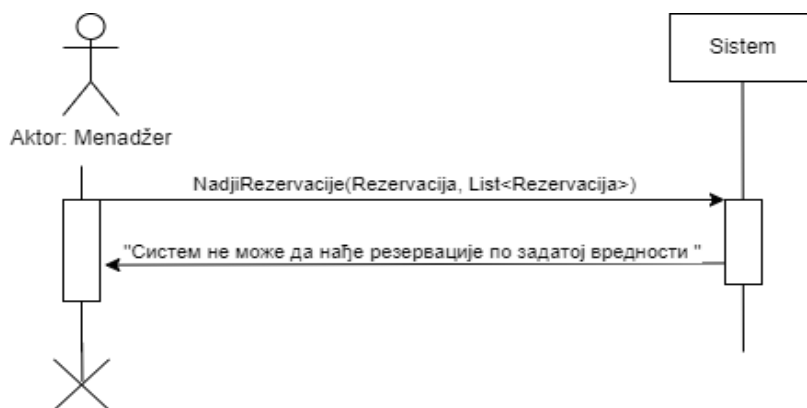 Sistem
Aktor: Menadžer
NadjiRezervacije(Rezervacija, List<Rezervacija>)
"Систем не може да нађе резервације по задатој вредности "